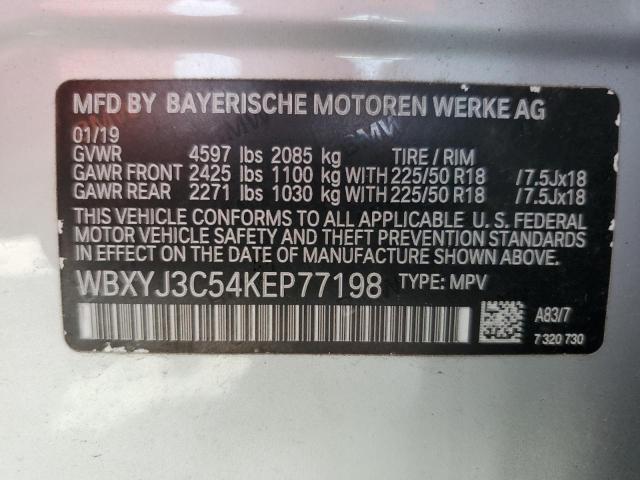 MFD BY BAYERISCHE MOTOREN WERKE AG
01/19
GVWR 4597 lbs 2085 kg TIRE / RIM
GAWR FRONT 2425 lbs 1100 kg WITH 225/50 R18 /7.5Jx18
GAWR REAR 2271 lbs 1030 kg WITH 225/50 R18 /7.5Jx18
THIS VEHICLE CONFORMS TO ALL APPLICABLE U. S. FEDERAL
MOTOR VEHICLE SAFETY AND THEFT PREVENTION STANDARDS
IN EFFECT ON THE DATE OF MANUFACTURE SHOWN ABOVE.
WBXYJ3C54KEP77198 TYPE: MPV
A83/7
7 320 730